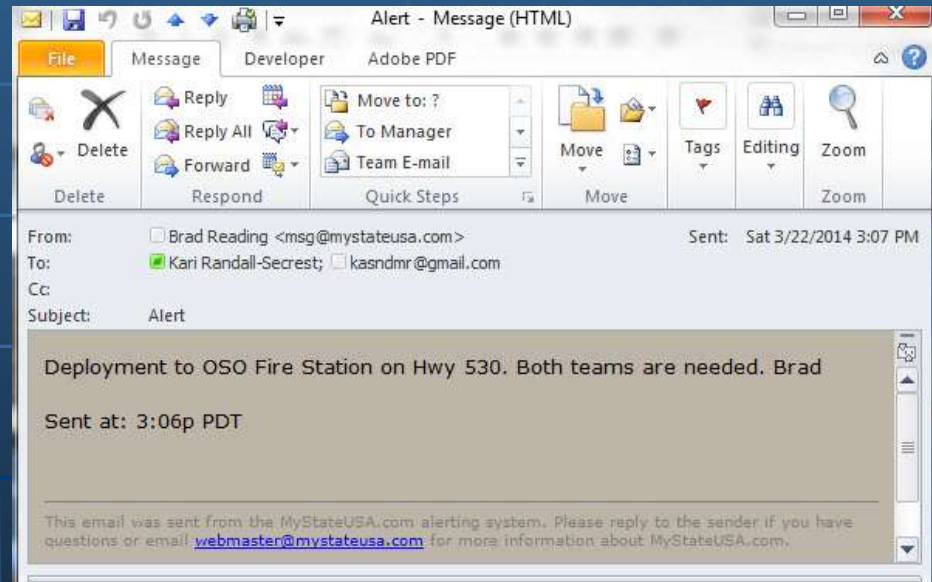 Alert - Message (HTML)
File Message Developer Adobe PDF
Delete
Reply
Reply All
Forward
Move to: ?
To Manager
Team E-mail
Move
Tags
Editing
Zoom
Delete Respond Quick Steps Move Zoom
From: Brad Reading <msg@mystateusa.com> Sent: Sat 3/22/2014 3:07 PM
To: Kari Randall-Secrest; kasndmr@gmail.com
Cc:
Subject: Alert
Deployment to OSO Fire Station on Hwy 530. Both teams are needed. Brad
Sent at: 3:06p PDT
This email was sent from the MyStateUSA.com alerting system. Please reply to the sender if you have
questions or email webmaster@mystateusa.com for more information about MyStateUSA.com.